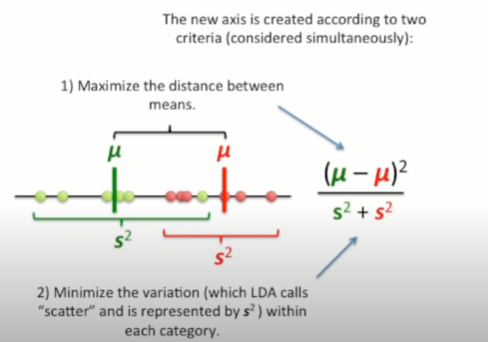 The new axis is created according to two
criteria (considered simultaneously):
1) Maximize the distance between
means.
μ μ
(μ – μ)²
s² + s²
s²
s²
2) Minimize the variation (which LDA calls
“scatter” and is represented by s² ) within
each category.